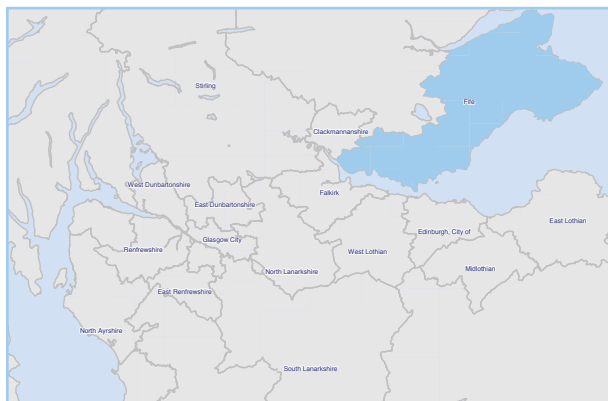 Stirling
Fife
Clackmannanshire
West Dunbartonshire
Falkirk
East Dunbartonshire
East Lothian
Glasgow City
Edinburgh, City of
Renfrewshire
West Lothian
North Lanarkshire
Midlothian
East Renfrewshire
North Ayrshire
South Lanarkshire